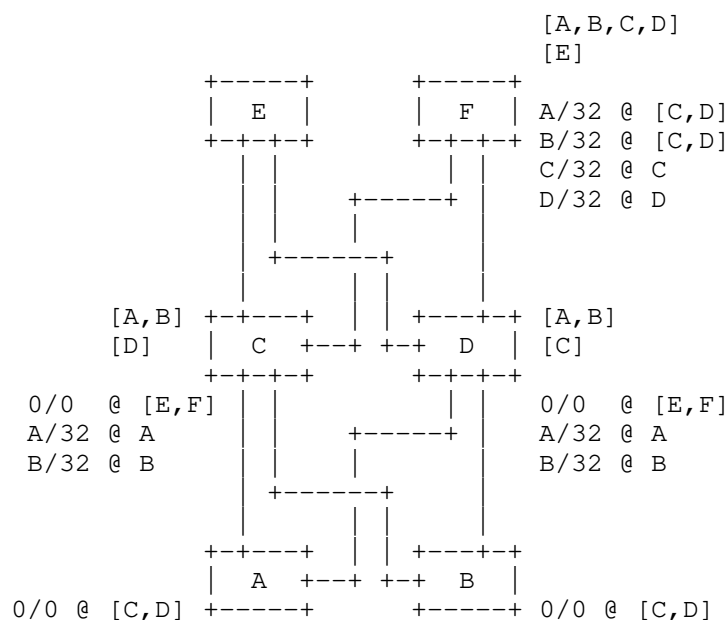 [A,B,C,D]
[E]
E
F
A/32 @ [C,D]
B/32 @ [C,D]
C/32 @ C
D/32 @ D
[A,B]
[A,B]
[D]
C
D
[C]
0/0 @ [E,F]
0/0 @ [E,F]
A/32 @ A
A/32 @ A
B/32 @ B
B/32 @ B
A
B
0/0 @ [C,D]
0/0 @ [C,D]